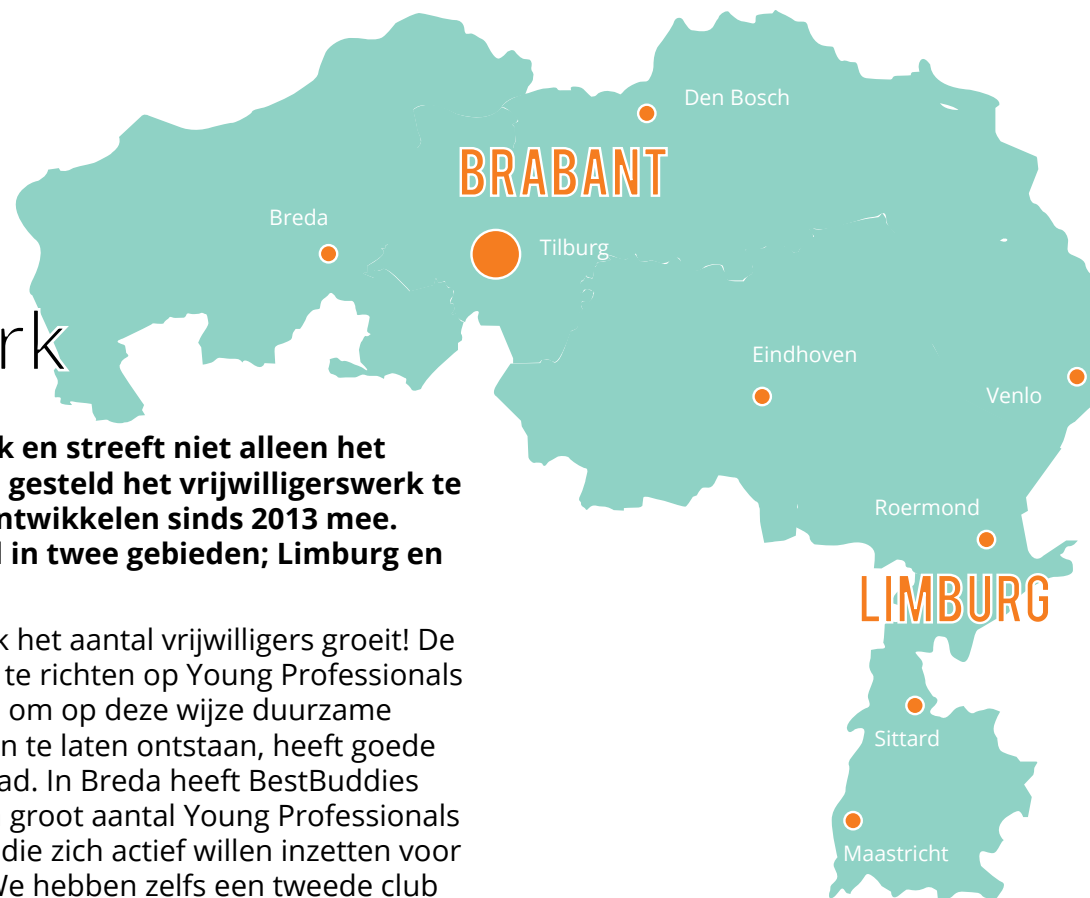 Den Bosch
BRABANT
Breda
Tilburg
rk
Eindhoven
Venlo
k en streeft niet alleen het
gesteld het vrijwilligerswerk te
ntwikkelen sinds 2013 mee.
in twee gebieden; Limburg en
Roermond
LIMBURG
k het aantal vrijwilligers groeit! De
te richten op Young Professionals
om op deze wijze duurzame
n te laten ontstaan, heeft goede
ad. In Breda heeft BestBuddies
groot aantal Young Professionals
die zich actief willen inzetten voor
We hebben zelfs een tweede club
Sittard
Maastricht